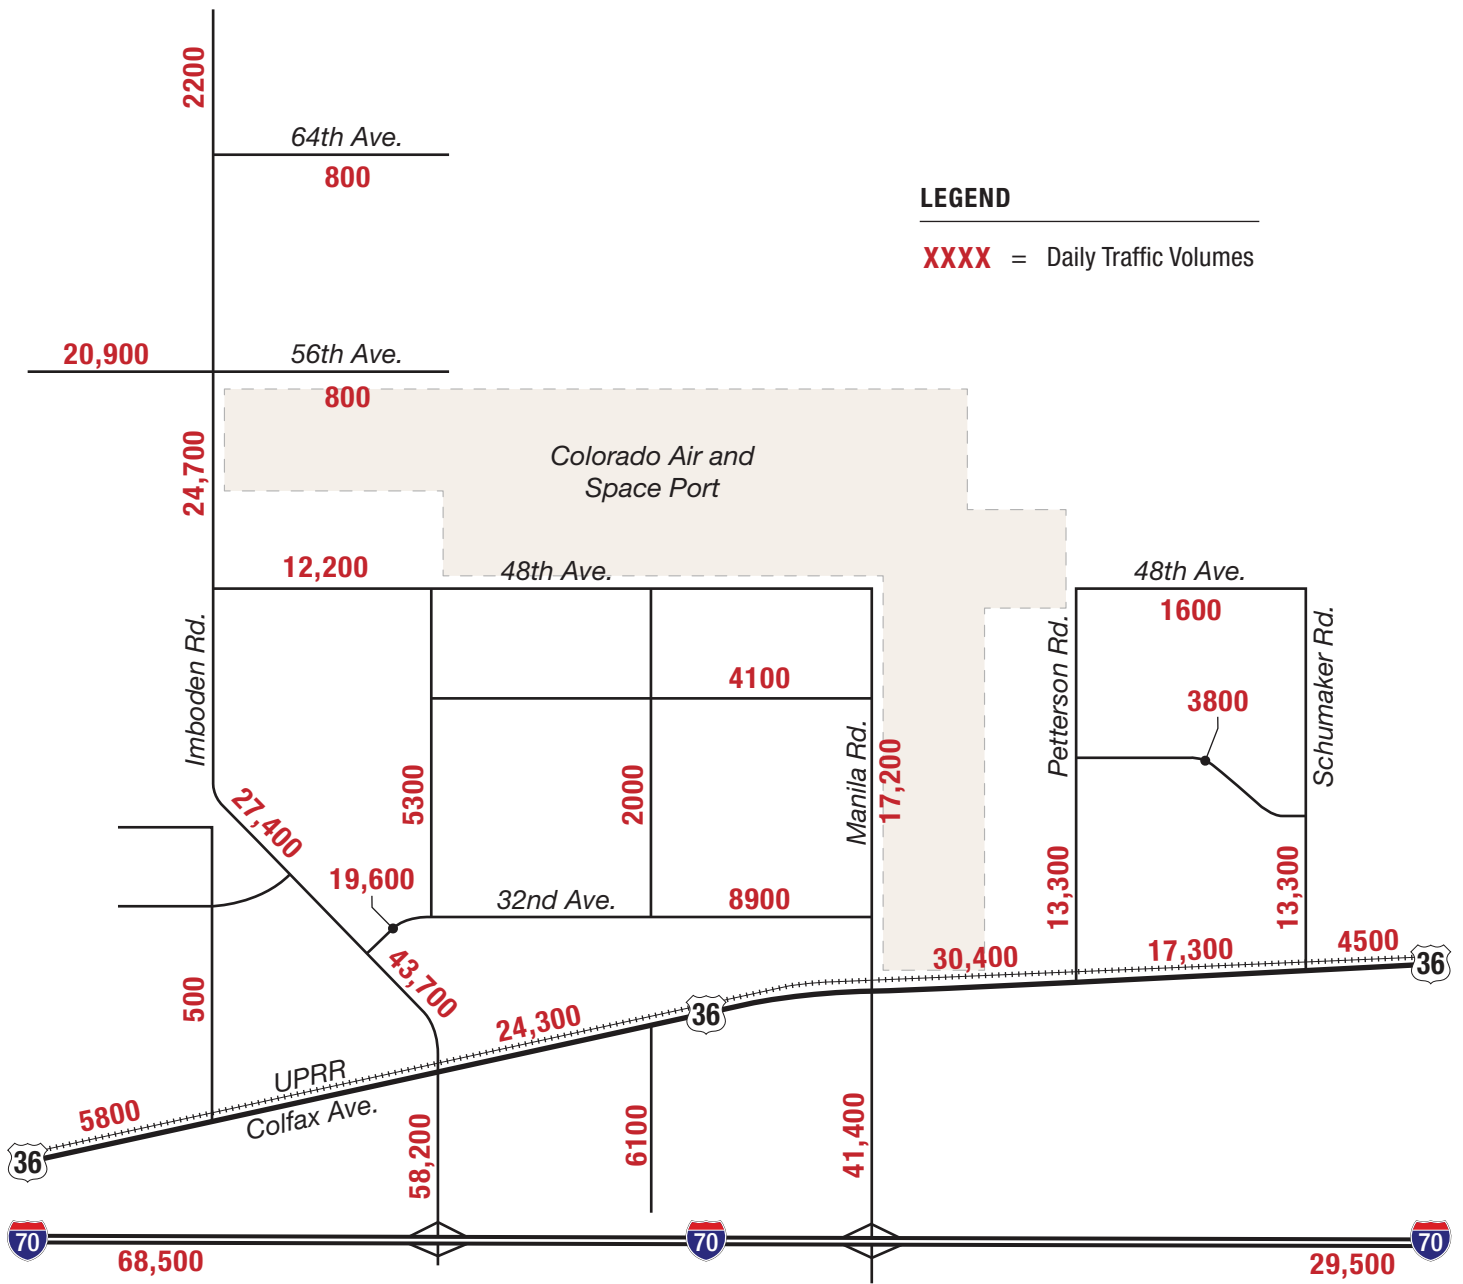 2200
64th Ave.
800
LEGEND
XXXX = Daily Traffic Volumes
20,900
56th Ave.
800
24,700
Colorado Air and
Space Port
12,200
48th Ave.
48th Ave.
1600
Imboden Rd.
Petterson Rd.
Schumaker Rd.
4100
3800
Manila Rd.
17,200
5300
2000
27,400
19,600
32nd Ave.
8900
13,300
13,300
43,700
30,400
17,300
4500
36
500
24,300
36
UPRR
5800
Colfax Ave.
58,200
6100
41,400
36
70
70
70
68,500
29,500